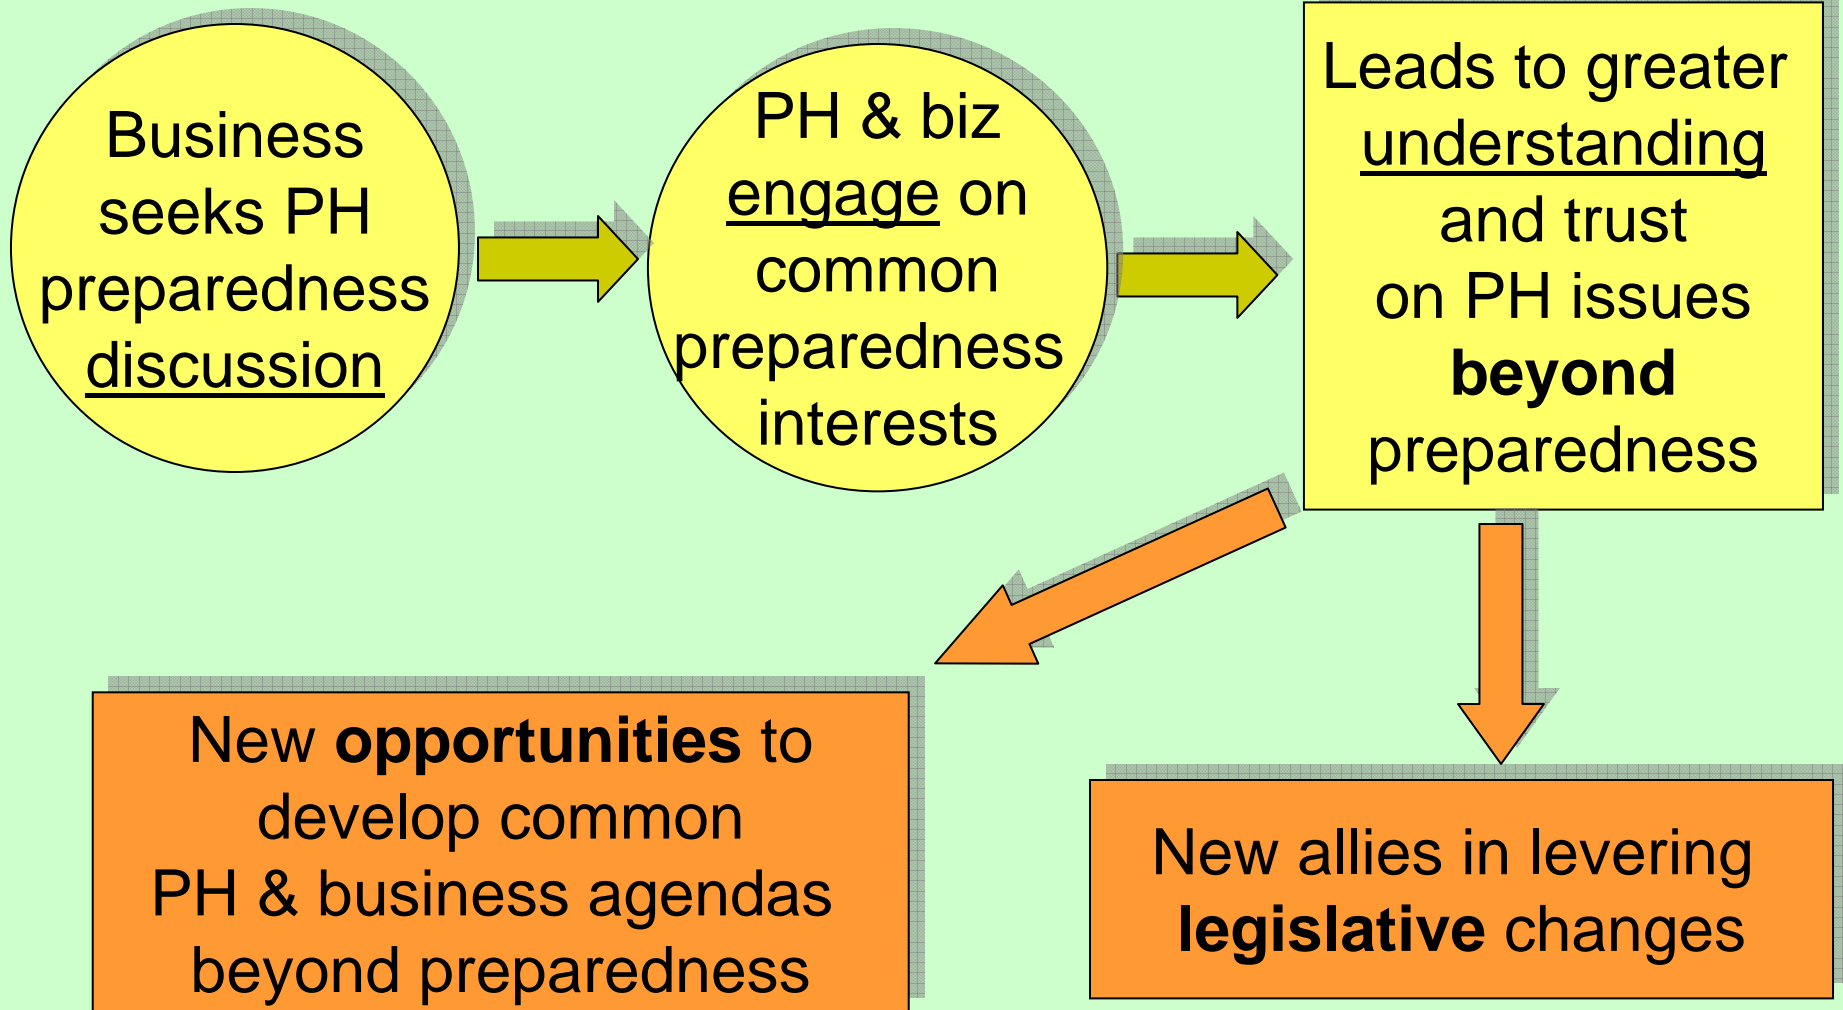 Business
seeks PH
preparedness
discussion
PH & biz
engage on
common
preparedness
interests
Leads to greater
understanding
and trust
on PH issues
beyond
preparedness
New opportunities to
develop common
PH & business agendas
beyond preparedness
New allies in levering
legislative changes